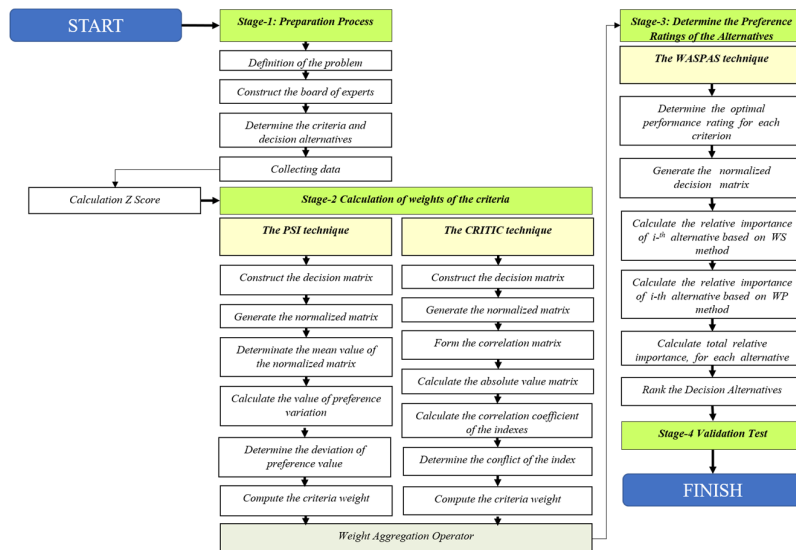 START
Stage-1: Preparation Process
Definition of the problem
Construct the board of experts
Determine the criteria and
decision alternatives
Collecting data
Calculation Z Score
Stage-2 Calculation of weights of the criteria
The PSI technique
Construct the decision matrix
Generate the normalized matrix
Determinate the mean value of
the normalized matrix
Calculate the value of preference
variation
Determine the deviation of
preference value
Compute the criteria weight
The CRITIC technique
Construct the decision matrix
Generate the normalized matrix
Form the correlation matrix
Calculate the absolute value matrix
Calculate the correlation coefficient
of the indexes
Determine the conflict of the index
Compute the criteria weight
Weight Aggregation Operator
Stage-3: Determine the Preference
Ratings of the Alternatives
The WASPAS technique
Determine the optimal
performance rating for each
criterion
Generate the normalized
decision matrix
Calculate the relative importance
of i-th alternative based on WS
method
Calculate the relative importance
of i-th alternative based on WP
method
Calculate total relative
importance, for each alternative
Rank the Decision Alternatives
Stage-4 Validation Test
FINISH